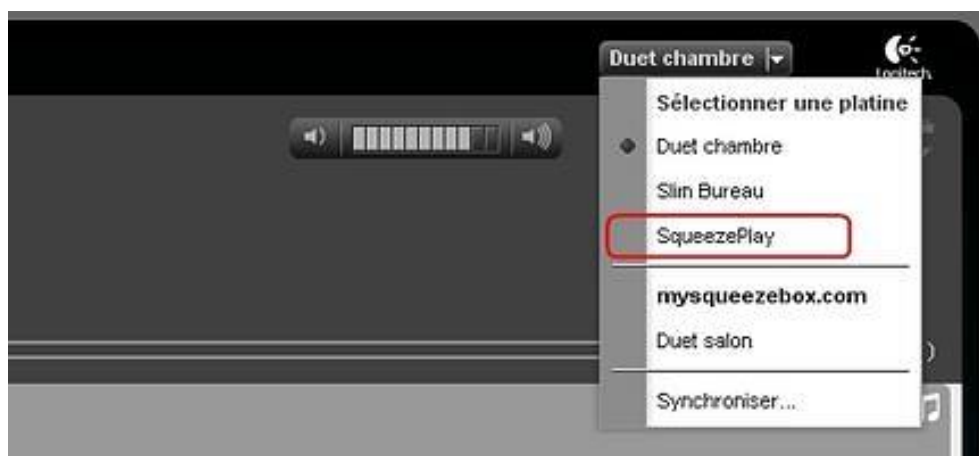 Duet chambre
Logitech
Sélectionner une platine
Duet chambre
Slim Bureau
SqueezePlay
mysqueezebox.com
Duet salon
Synchroniser...